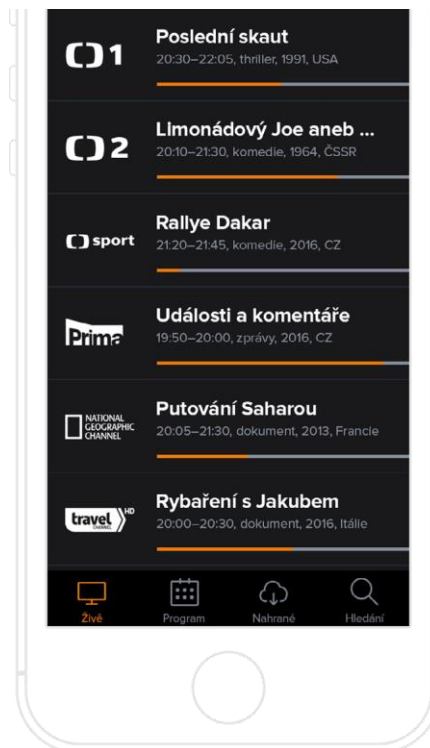 1
Poslední skaut
20:30–22:05, thriller, 1991, USA
2
Limonádový Joe aneb ...
20:10–21:30, komedie, 1964, ČSSR
sport
Rallye Dakar
21:20–21:45, komedie, 2016, CZ
Prima
Události a komentáře
19:50–20:00, zprávy, 2016, CZ
NATIONAL
GEOGRAPHIC
CHANNEL
Putování Saharou
20:05–21:30, dokument, 2013, Francie
travel HD
CHANNEL
Rybaření s Jakubem
20:00–20:30, dokument, 2016, Itálie
Živě Program Nahrané Hledání